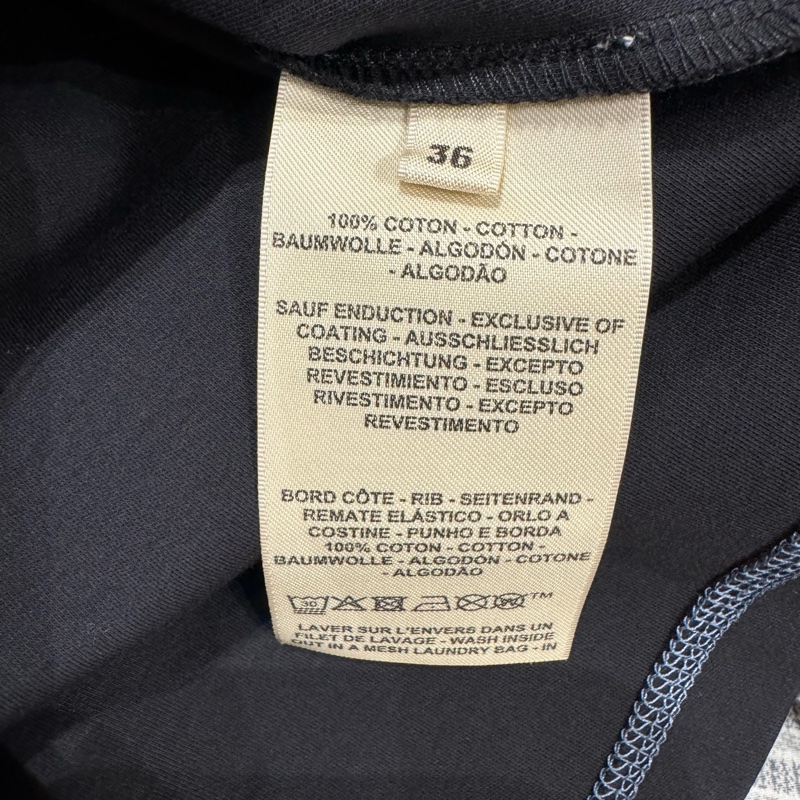 36
100% COTON - COTTON -
BAUMWOLLE - ALGODÓN - COTONE
- ALGODÃO
SAUF ENDUCTION - EXCLUSIVE OF
COATING - AUSSCHLIESSLICH
BESCHICHTUNG - EXCEPTO
REVESTIMIENTO - ESCLUSO
RIVESTIMENTO - EXCEPTO
REVESTIMENTO
BORD CÔTE - RIB - SEITENRAND -
REMATE ELÁSTICO - ORLO A
COSTINE - PUNHO E BORDA
100% COTON - COTTON -
BAUMWOLLE - ALGODÓN - COTONE
- ALGODÃO
30 W TM
LAVER SUR L'ENVERS DANS UN
FILET DE LAVAGE - WASH INSIDE
OUT IN A MESH LAUNDRY BAG - IN